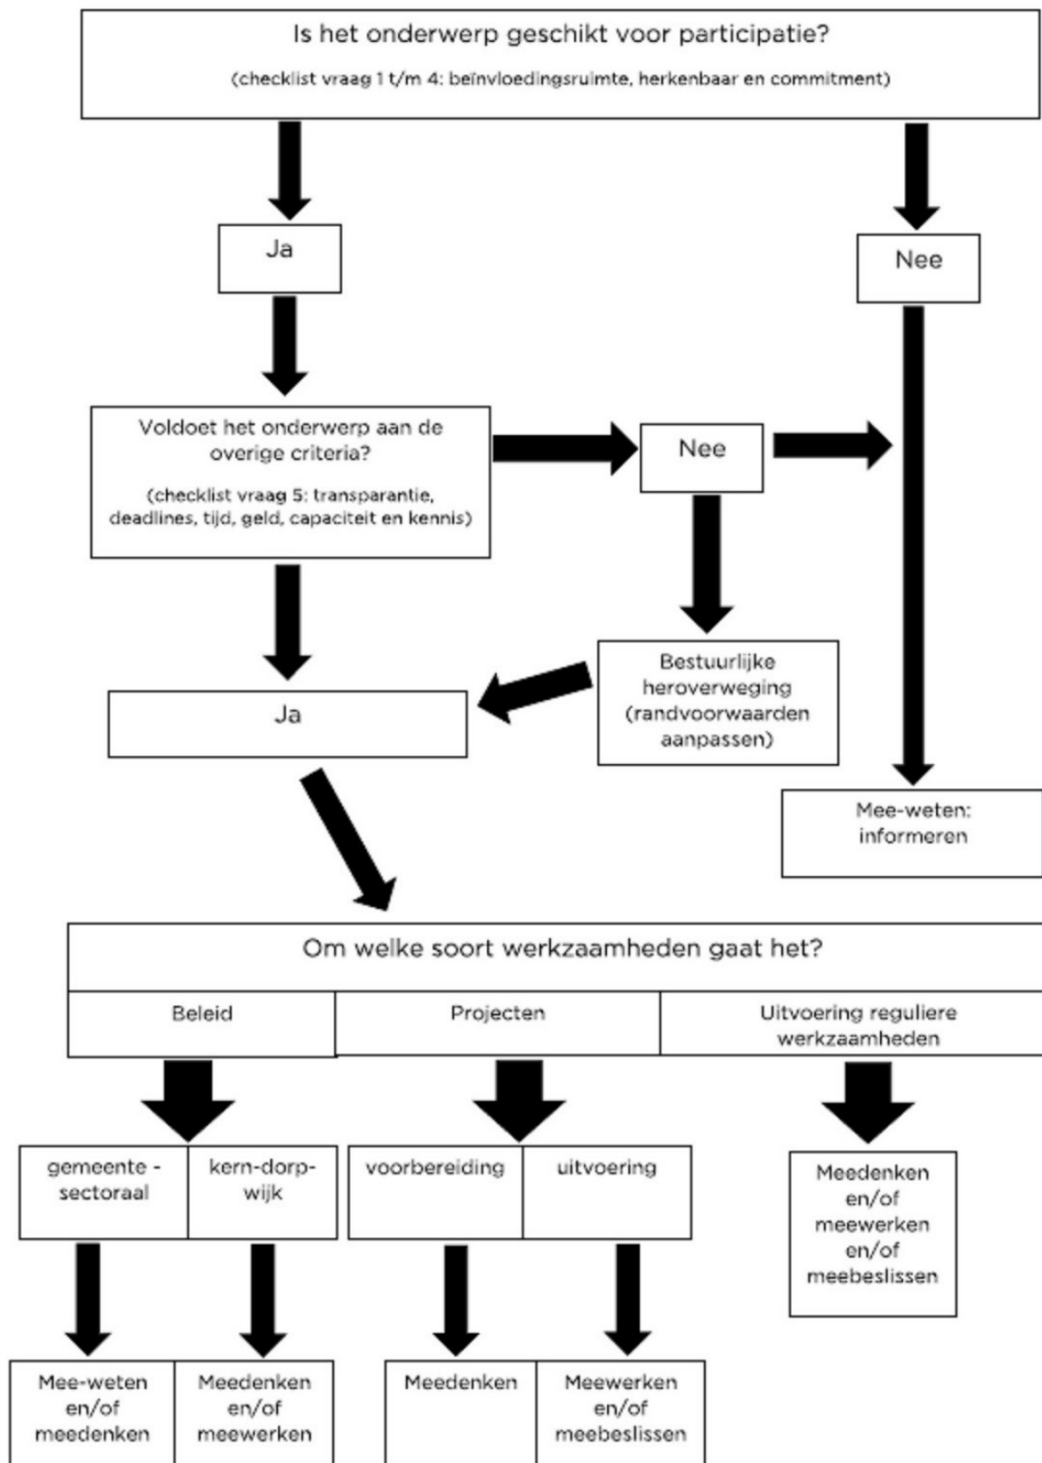 Is het onderwerp geschikt voor participatie?
(checklist vraag 1 t/m 4: beïnvloedingsruimte, herkenbaar en commitment)
Ja
Nee
Voldoet het onderwerp aan de
overige criteria?
(checklist vraag 5: transparantie,
deadlines, tijd, geld, capaciteit en kennis)
Nee
Bestuurlijke
heroverweging
(randvoorwaarden
aanpassen)
Ja
Mee-weten:
informeren
Om welke soort werkzaamheden gaat het?
Beleid
Projecten
Uitvoering reguliere
werkzaamheden
gemeente -
sectoraal
kern-dorp-
wijk
voorbereiding
uitvoering
Meedenken
en/of
meewerken
en/of
meebeslissen
Mee-weten
en/of
meedenken
Meedenken
en/of
meewerken
Meedenken
Meewerken
en/of
meebeslissen